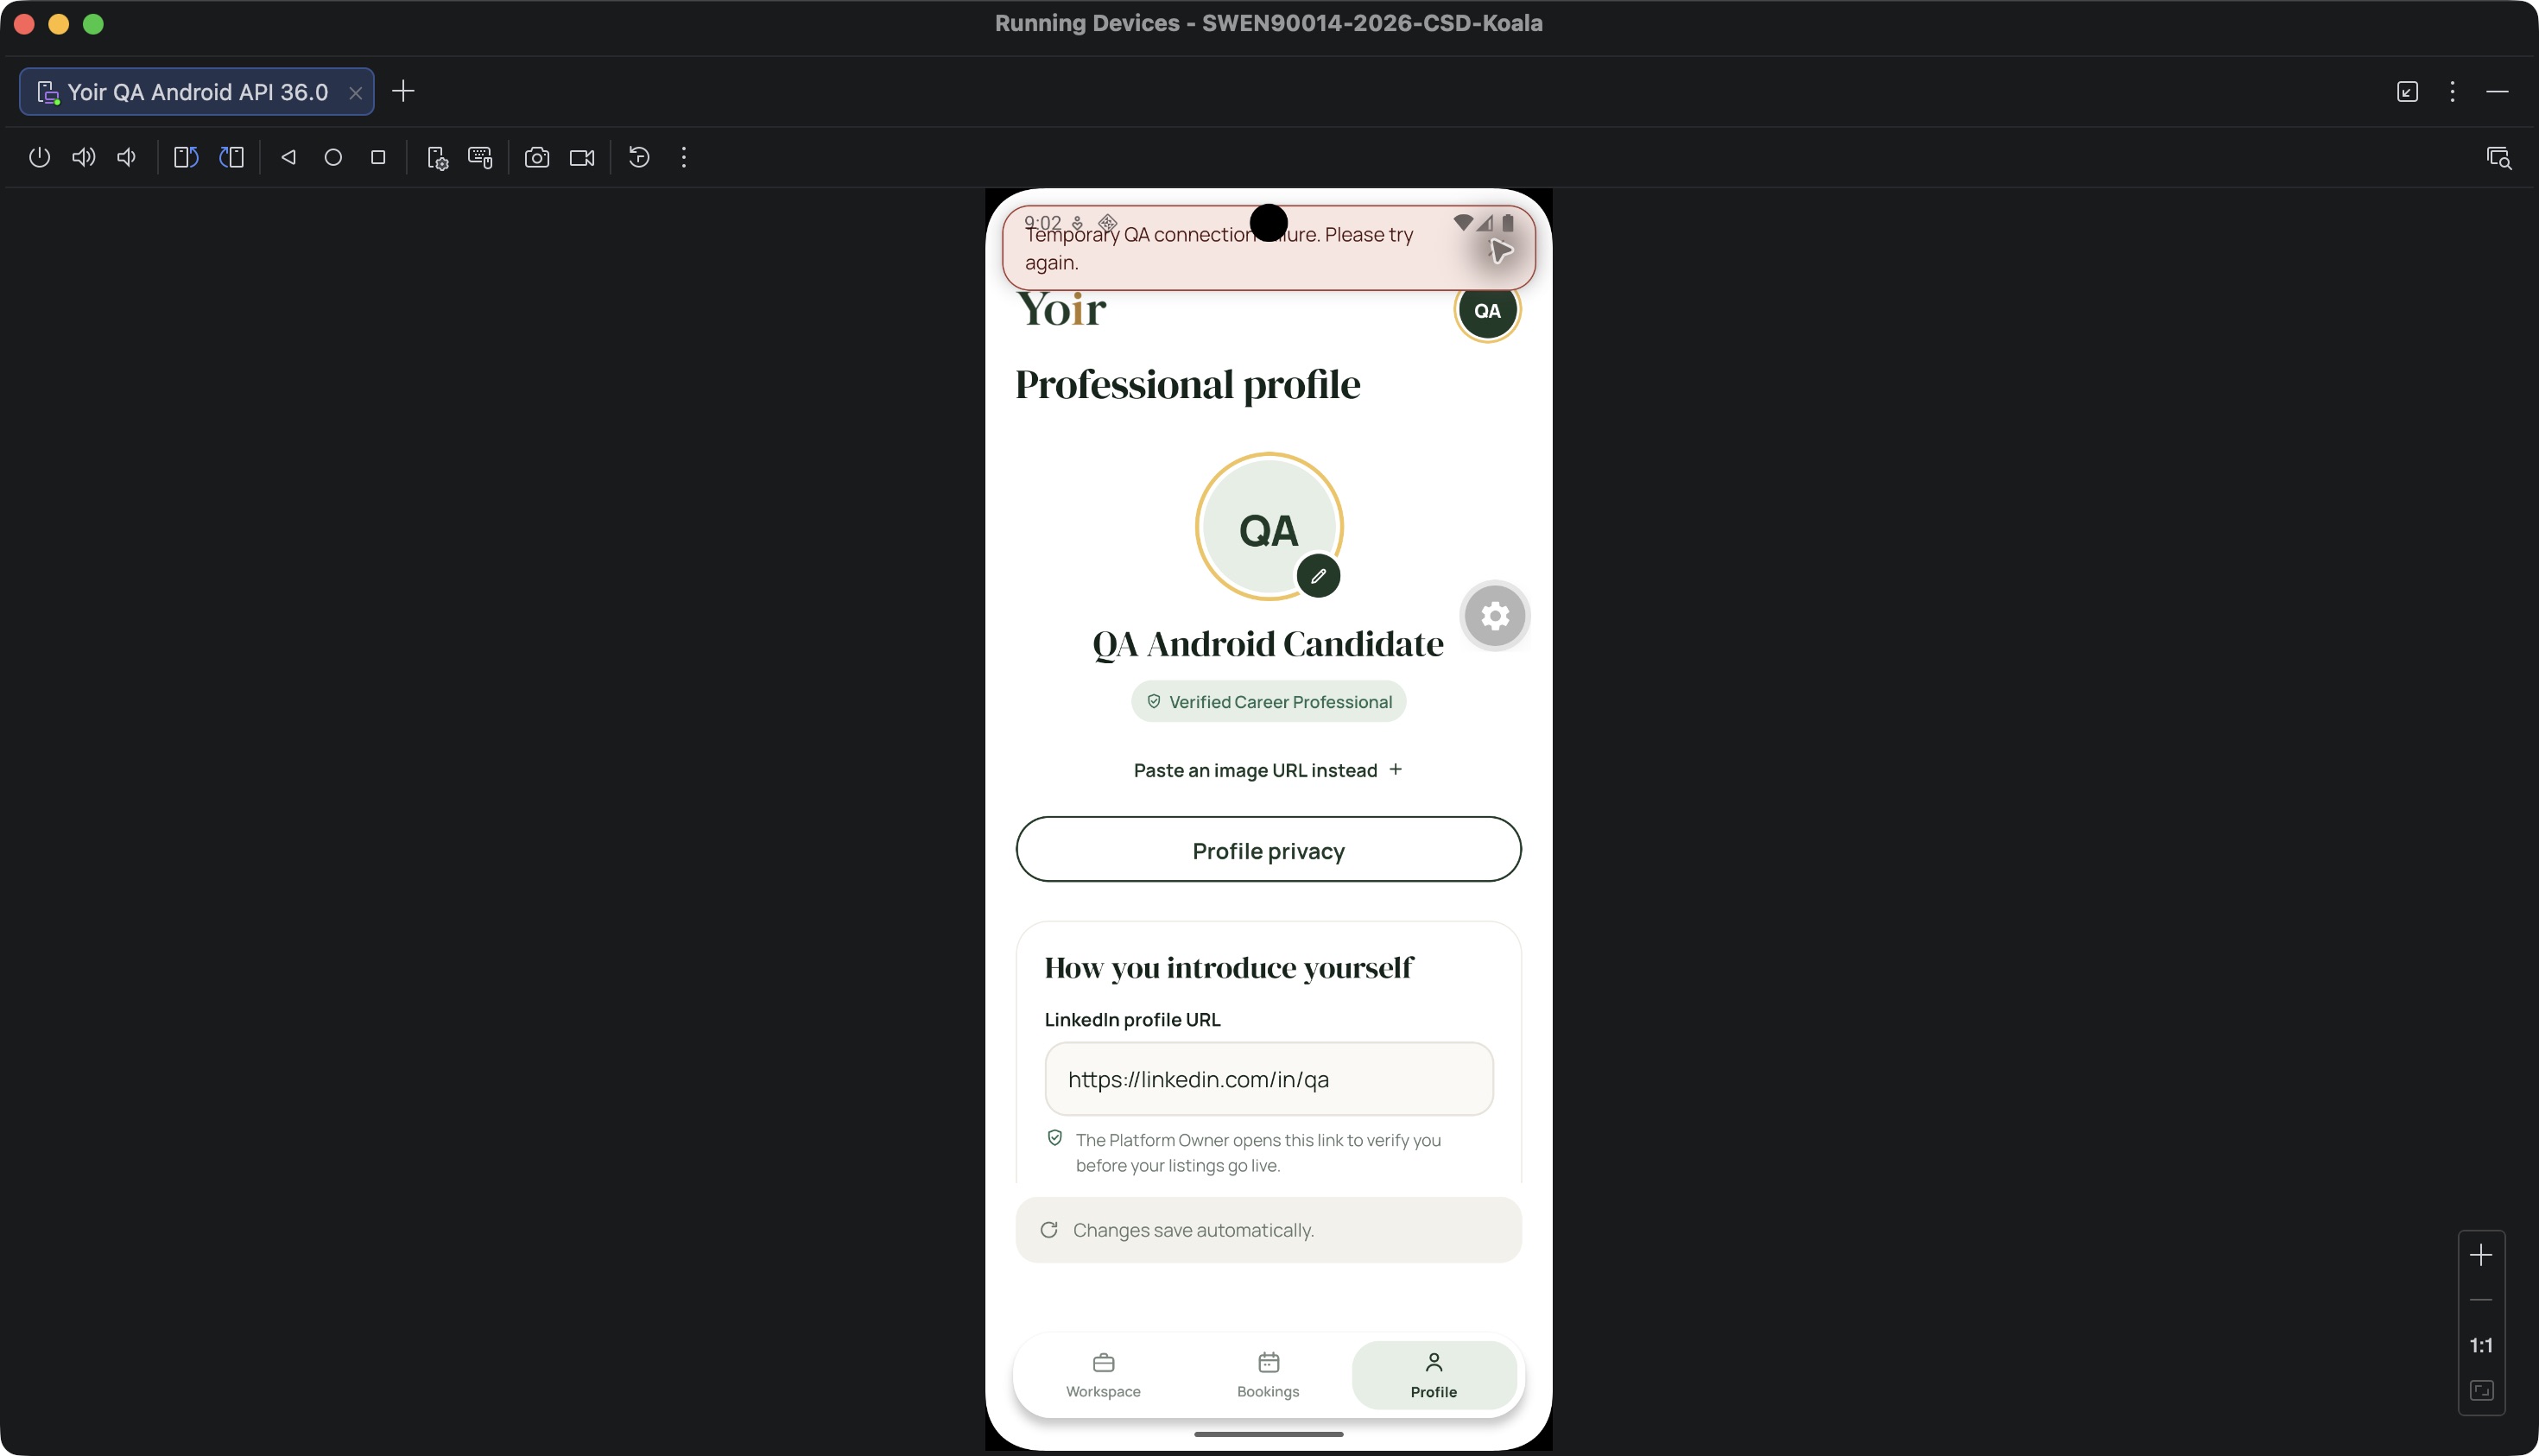 Running Devices - SWEN90014-2026-CSD-Koala
Yoir QA Android API 36.0
9:02
Temporary QA connection ure. Please try
again.
Yoir
QA
Professional profile
QA
QA Android Candidate
Verified Career Professional
Paste an image URL instead +
Profile privacy
How you introduce yourself
LinkedIn profile URL
https://linkedin.com/in/qa
The Platform Owner opens this link to verify you
before your listings go live.
Changes save automatically.
1:1
Workspace
Bookings
Profile